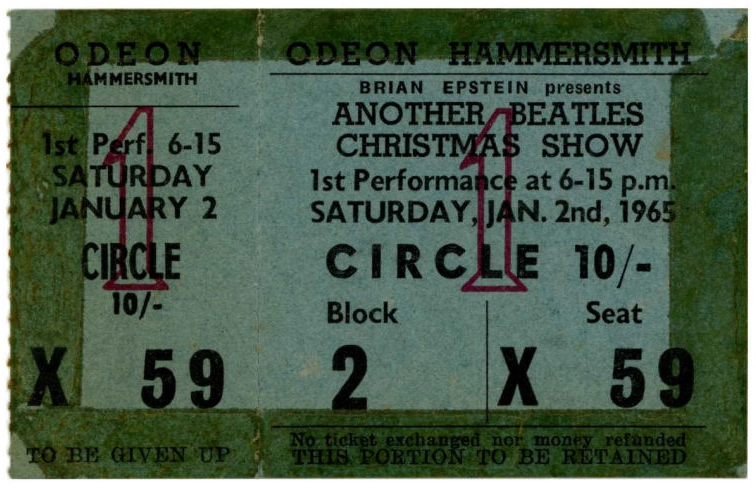 ODEON
HAMMERSMITH
1st Perf. 6-15
SATURDAY
JANUARY 2
CIRCLE
10/-
X 59
TO BE GIVEN UP
1
ODEON HAMMERSMITH
BRIAN EPSTEIN presents
ANOTHER BEATLES
CHRISTMAS SHOW
1st Performance at 6-15 p.m.
SATURDAY, JAN. 2nd, 1965
CIRCLE 10/-
Block Seat
2 X 59
No ticket exchanged nor money refunded
THIS PORTION TO BE RETAINED
1